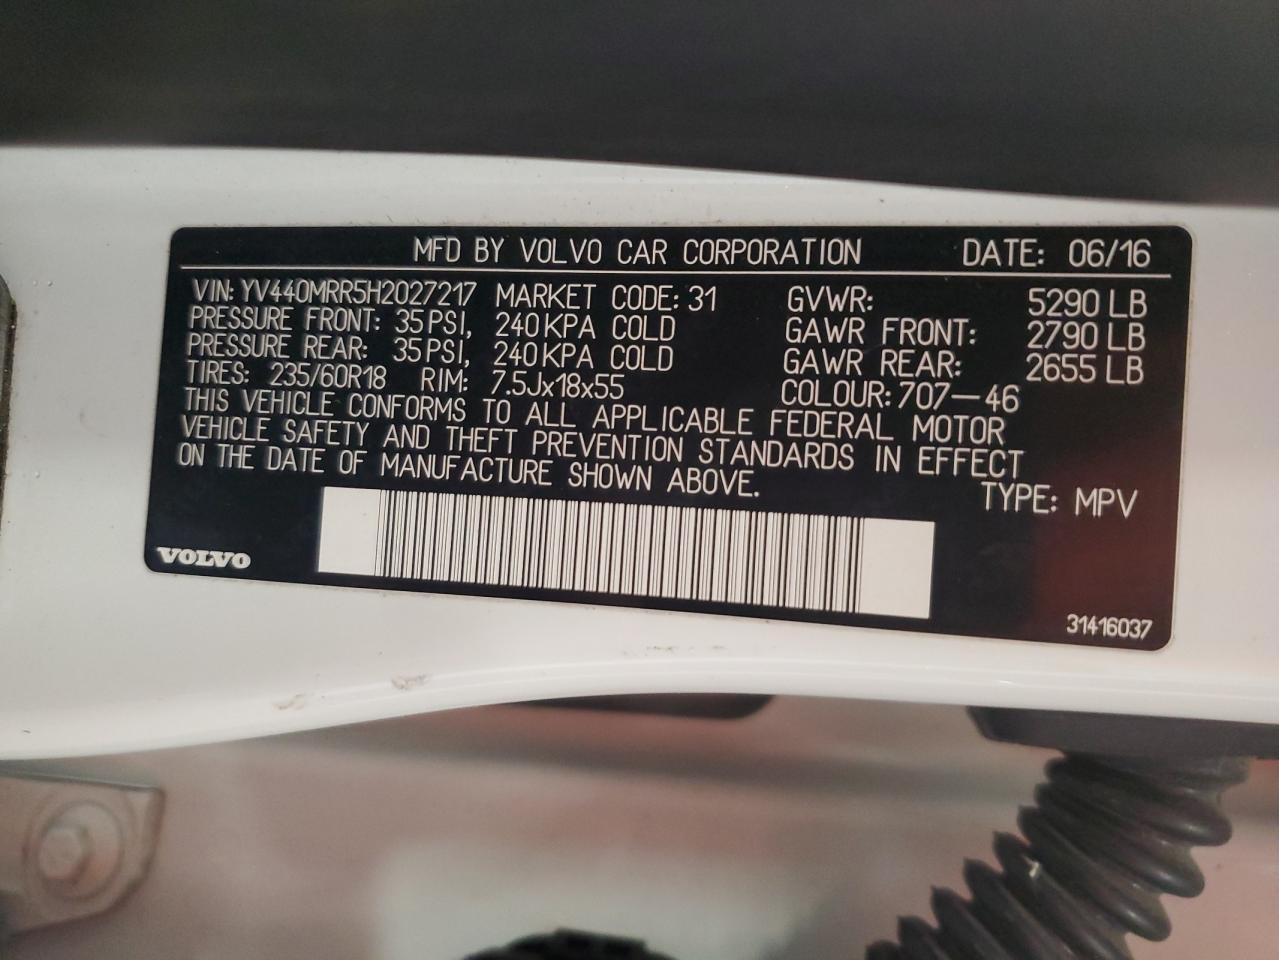 MFD BY VOLVO CAR CORPORATION DATE: 06/16
VIN: YV440MRR5H2027217 MARKET CODE: 31 GVWR: 5290 LB
PRESSURE FRONT: 35 PSI, 240 KPA COLD GAWR FRONT: 2790 LB
PRESSURE REAR: 35 PSI, 240 KPA COLD GAWR REAR: 2655 LB
TIRES: 235/60R18 RIM: 7.5Jx18x55 COLOUR: 707-46
THIS VEHICLE CONFORMS TO ALL APPLICABLE FEDERAL MOTOR
VEHICLE SAFETY AND THEFT PREVENTION STANDARDS IN EFFECT
ON THE DATE OF MANUFACTURE SHOWN ABOVE.
TYPE: MPV
VOLVO
31416037